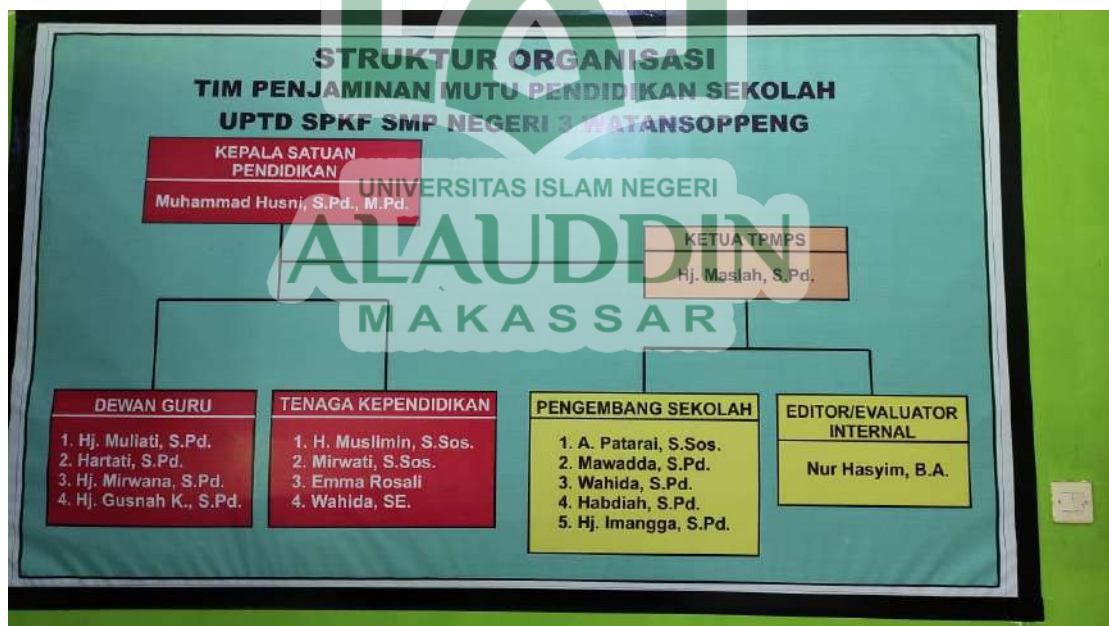 STRUKTUR ORGANISASI
TIM PENJAMINAN MUTU PENDIDIKAN SEKOLAH
UPTD SPKF SMP NEGERI 3 WATANSOPPENG
KEPALA SATUAN
PENDIDIKAN
Muhammad Husni, S.Pd., M.Pd.
UNIVERSITAS ISLAM NEGERI
ALAUDDIN
MAKASSAR
KETUA TPMPS
Hj. Maslah, S.Pd.
DEWAN GURU
1. Hj. Muliati, S.Pd.
2. Hartati, S.Pd.
3. Hj. Mirwana, S.Pd.
4. Hj. Gusnah K., S.Pd.
TENAGA KEPENDIDIKAN
1. H. Muslimin, S.Sos.
2. Mirwati, S.Sos.
3. Emma Rosali
4. Wahida, SE.
PENGEMBANG SEKOLAH
1. A. Patarai, S.Sos.
2. Mawadda, S.Pd.
3. Wahida, S.Pd.
4. Habdiah, S.Pd.
5. Hj. Imangga, S.Pd.
EDITOR/EVALUATOR
INTERNAL
Nur Hasyim, B.A.